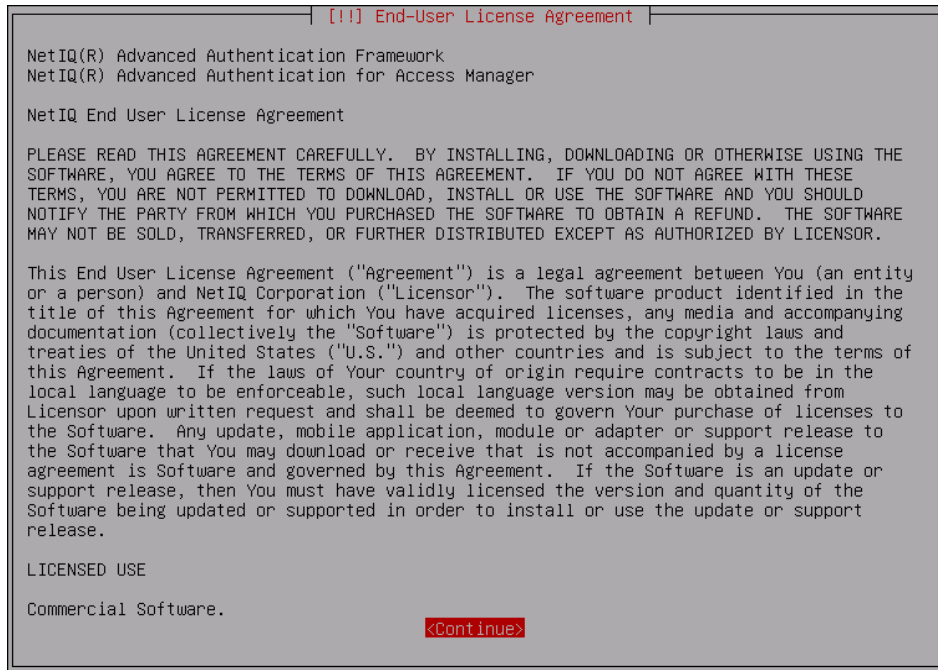 [!!] End-User License Agreement
NetIQ(R) Advanced Authentication Framework
NetIQ(R) Advanced Authentication for Access Manager
NetIQ End User License Agreement
PLEASE READ THIS AGREEMENT CAREFULLY.  BY INSTALLING, DOWNLOADING OR OTHERWISE USING THE
SOFTWARE, YOU AGREE TO THE TERMS OF THIS AGREEMENT.  IF YOU DO NOT AGREE WITH THESE
TERMS, YOU ARE NOT PERMITTED TO DOWNLOAD, INSTALL OR USE THE SOFTWARE AND YOU SHOULD
NOTIFY THE PARTY FROM WHICH YOU PURCHASED THE SOFTWARE TO OBTAIN A REFUND.  THE SOFTWARE
MAY NOT BE SOLD, TRANSFERRED, OR FURTHER DISTRIBUTED EXCEPT AS AUTHORIZED BY LICENSOR.
This End User License Agreement ("Agreement") is a legal agreement between You (an entity
or a person) and NetIQ Corporation ("Licensor").  The software product identified in the
title of this Agreement for which You have acquired licenses, any media and accompanying
documentation (collectively the "Software") is protected by the copyright laws and
treaties of the United States ("U.S.") and other countries and is subject to the terms of
this Agreement.  If the laws of Your country of origin require contracts to be in the
local language to be enforceable, such local language version may be obtained from
Licensor upon written request and shall be deemed to govern Your purchase of licenses to
the Software.  Any update, mobile application, module or adapter or support release to
the Software that You may download or receive that is not accompanied by a license
agreement is Software and governed by this Agreement.  If the Software is an update or
support release, then You must have validly licensed the version and quantity of the
Software being updated or supported in order to install or use the update or support
release.
LICENSED USE
Commercial Software.
<Continue>